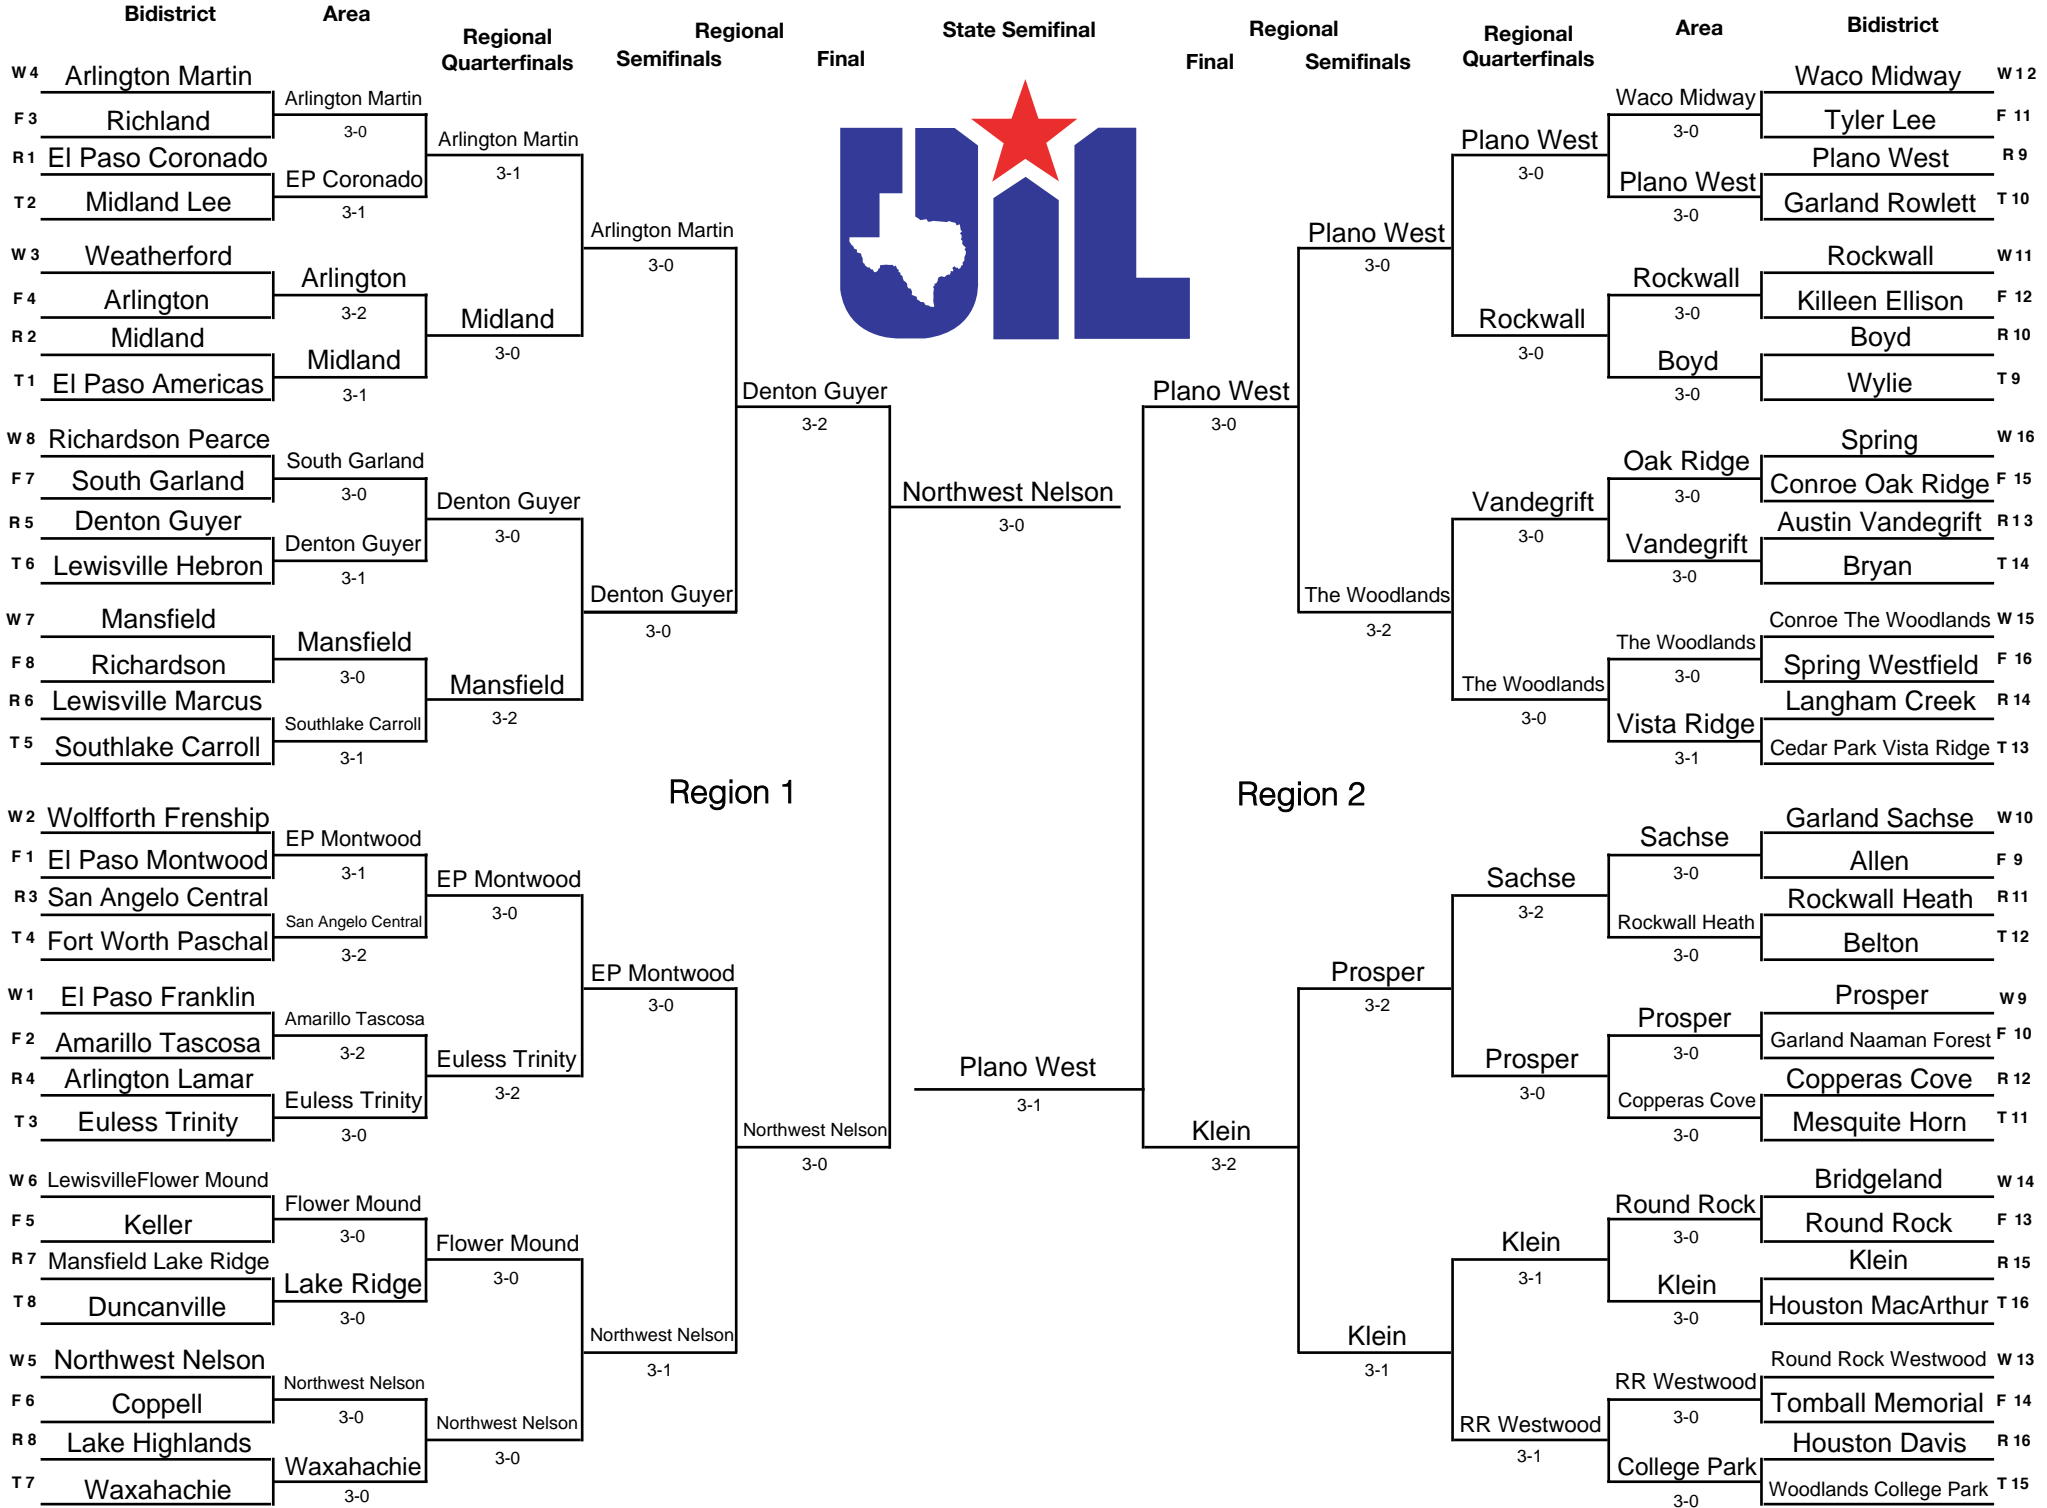 Bidistrict
Area
Regional
Quarterfinals
Regional
Semifinals
Final
State Semifinal
Regional
Final
Semifinals
Regional
Quarterfinals
Area
Bidistrict
W 4 Arlington Martin
F 3 Richland
R 1 El Paso Coronado
T 2 Midland Lee
W 3 Weatherford
F 4 Arlington
R 2 Midland
T 1 El Paso Americas
W 8 Richardson Pearce
F 7 South Garland
R 5 Denton Guyer
T 6 Lewisville Hebron
W 7 Mansfield
F 8 Richardson
R 6 Lewisville Marcus
T 5 Southlake Carroll
W 2 Wolfforth Frenship
F 1 El Paso Montwood
R 3 San Angelo Central
T 4 Fort Worth Paschal
W 1 El Paso Franklin
F 2 Amarillo Tascosa
R 4 Arlington Lamar
T 3 Euless Trinity
W 6 LewisvilleFlower Mound
F 5 Keller
R 7 Mansfield Lake Ridge
T 8 Duncanville
W 5 Northwest Nelson
F 6 Coppell
R 8 Lake Highlands
T 7 Waxahachie
Arlington Martin
3-0
EP Coronado
3-1
Arlington
3-2
Midland
3-1
South Garland
3-0
Denton Guyer
3-1
Mansfield
3-0
Southlake Carroll
3-1
EP Montwood
3-1
San Angelo Central
3-2
Amarillo Tascosa
3-2
Euless Trinity
3-0
Flower Mound
3-0
Lake Ridge
3-0
Northwest Nelson
3-0
Waxahachie
3-0
Arlington Martin
3-1
Midland
3-0
Denton Guyer
3-0
Mansfield
3-2
EP Montwood
3-0
Euless Trinity
3-2
Flower Mound
3-0
Northwest Nelson
3-0
Arlington Martin
3-0
Denton Guyer
3-0
EP Montwood
3-0
Northwest Nelson
3-1
Region 1
Denton Guyer
3-2
Northwest Nelson
3-0
UIL
Northwest Nelson
3-0
Plano West
3-1
Plano West
3-0
Klein
3-2
Region 2
Plano West
3-0
The Woodlands
3-2
Prosper
3-2
Klein
3-1
Plano West
3-0
Rockwall
3-0
Vandegrift
3-0
The Woodlands
3-0
Sachse
3-2
Prosper
3-0
Klein
3-1
RR Westwood
3-1
Waco Midway
3-0
Plano West
3-0
Rockwall
3-0
Boyd
3-0
Oak Ridge
3-0
Vandegrift
3-0
The Woodlands
3-0
Vista Ridge
3-1
Sachse
3-0
Rockwall Heath
3-0
Prosper
3-0
Copperas Cove
3-0
Round Rock
3-0
Klein
3-0
RR Westwood
3-0
College Park
3-0
Waco Midway W 1 2
Tyler Lee F 11
Plano West R 9
Garland Rowlett T 10
Rockwall W 11
Killeen Ellison F 12
Boyd R 10
Wylie T 9
Spring W 16
Conroe Oak Ridge F 15
Austin Vandegrift R 1 3
Bryan T 14
Conroe The Woodlands W 15
Spring Westfield F 16
Langham Creek R 14
Cedar Park Vista Ridge T 13
Garland Sachse W 10
Allen F 9
Rockwall Heath R 11
Belton T 12
Prosper W 9
Garland Naaman Forest F 10
Copperas Cove R 12
Mesquite Horn T 11
Bridgeland W 14
Round Rock F 13
Klein R 15
Houston MacArthur T 16
Round Rock Westwood W 13
Tomball Memorial F 14
Houston Davis R 16
Woodlands College Park T 15